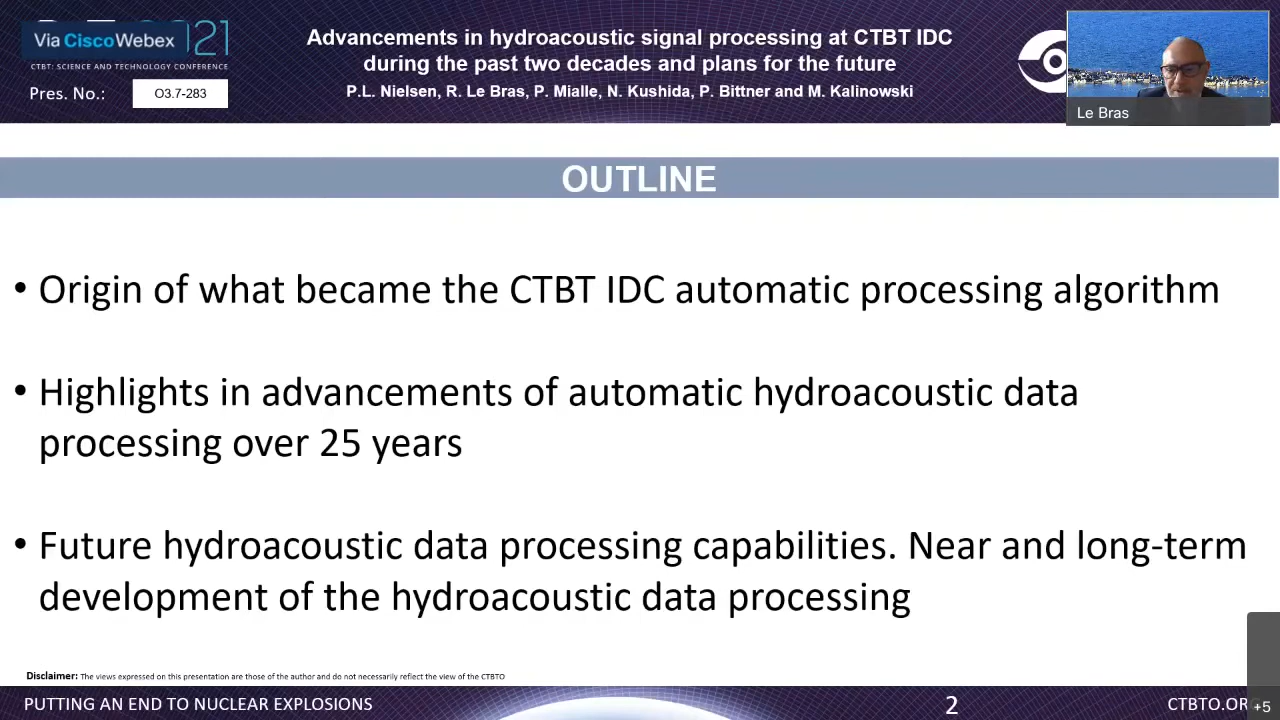 Via Cisco Webex
21
CTBT: SCIENCE AND TECHNOLOGY CONFERENCE
Pres. No.:
O3.7-283
Advancements in hydroacoustic signal processing at CTBT IDC
during the past two decades and plans for the future
P.L. Nielsen, R. Le Bras, P. Mialle, N. Kushida, P. Bittner and M. Kalinowski
Le Bras
OUTLINE
• Origin of what became the CTBT IDC automatic processing algorithm
• Highlights in advancements of automatic hydroacoustic data
processing over 25 years
• Future hydroacoustic data processing capabilities. Near and long-term
development of the hydroacoustic data processing
Disclaimer: The views expressed on this presentation are those of the author and do not necessarily reflect the view of the CTBTO
PUTTING AN END TO NUCLEAR EXPLOSIONS
2
CTBTO.OR
+5